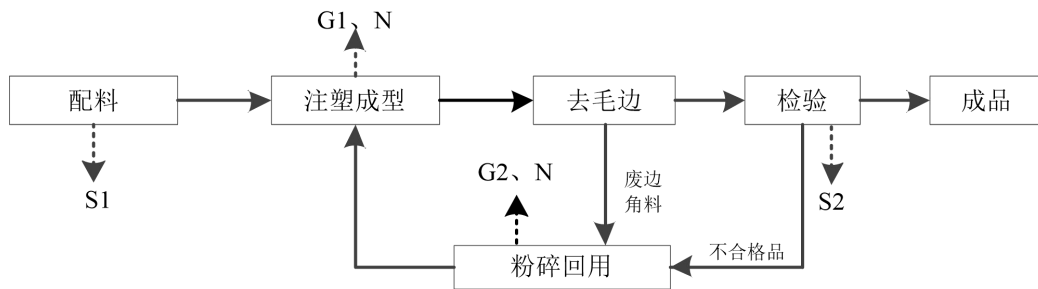 G1、N
配料
注塑成型
去毛边
检验
成品
S1
G2、N
废边
角料
S2
不合格品
粉碎回用